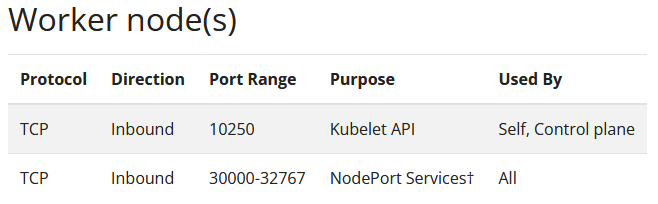 Worker node(s)
Protocol Direction Port Range Purpose Used By
TCP Inbound 10250 Kubelet API Self, Control plane
TCP Inbound 30000-32767 NodePort Services† All